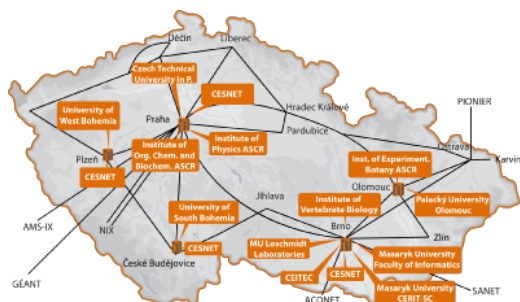 Děčín
Liberec
Czech Technical
University in P.
CESNET
PIONIER
University of
West Bohemia
Praha
Hradec Králové
Pardubice
Institute of
Physics ASCR
Ostrava
Karviná
Plzeň
Institute of
Org. Chem. and
Biochem. ASCR
Inst. of Experiment.
Botany ASCR
CESNET
Olomouc
Jihlava
Institute of
Vertebrate Biology
Palacký University
Olomouc
University of
South Bohemia
AMS-IX
NIX
Brno
Zlín
MU Loschmidt
Laboratories
CESNET
Masaryk University
Faculty of Informatics
České Budějovice
CEITEC
CESNET
GÉANT
Masaryk University
CERIT-SC
SANET
ACONET